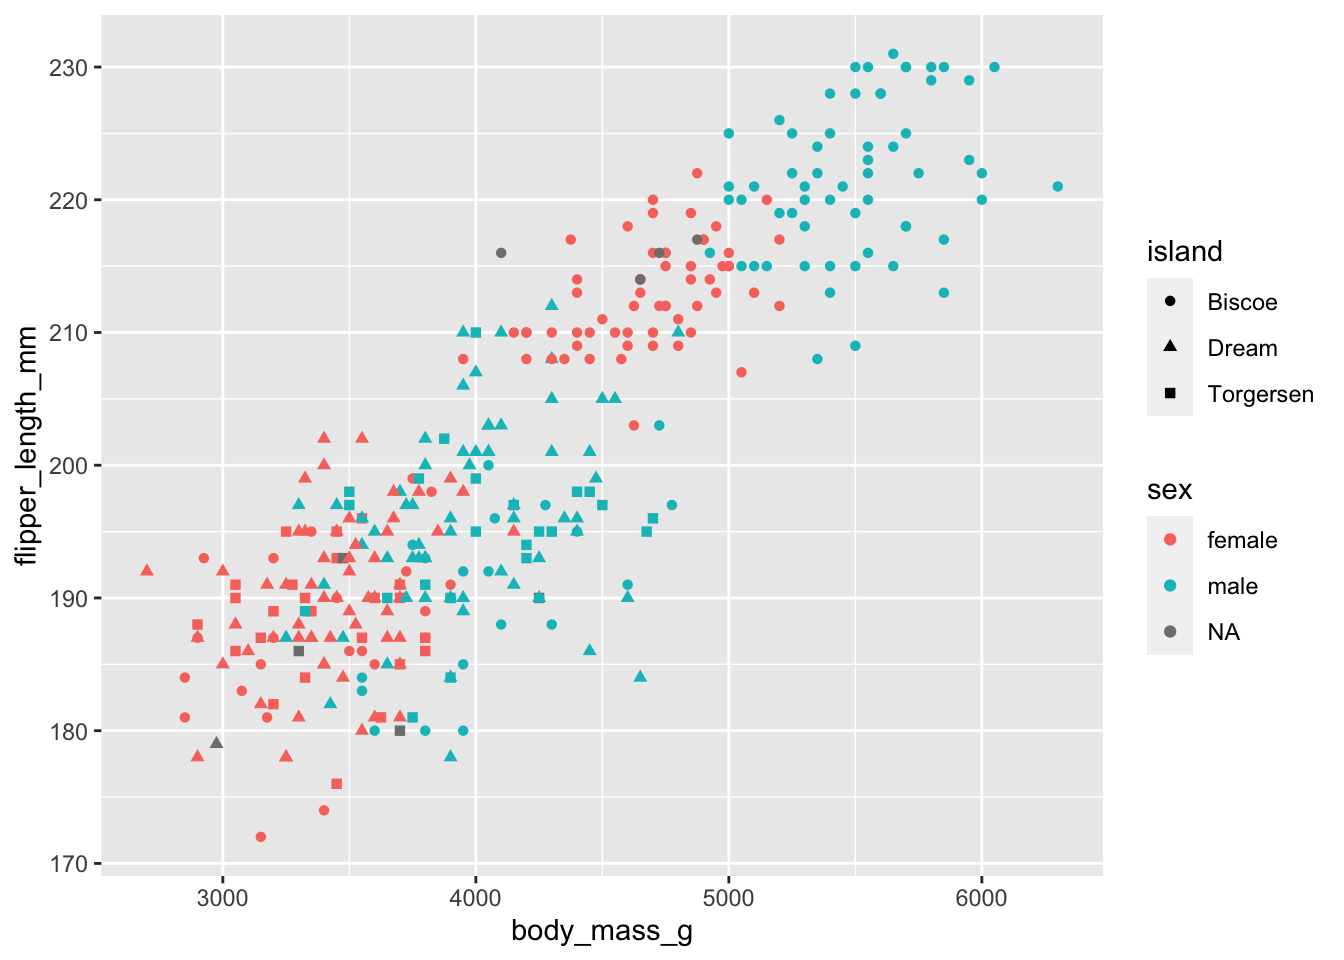 230
220
210
200
190
180
170
flipper_length_mm
3000
4000
5000
6000
body_mass_g
island
Biscoe
Dream
Torgersen
sex
female
male
NA